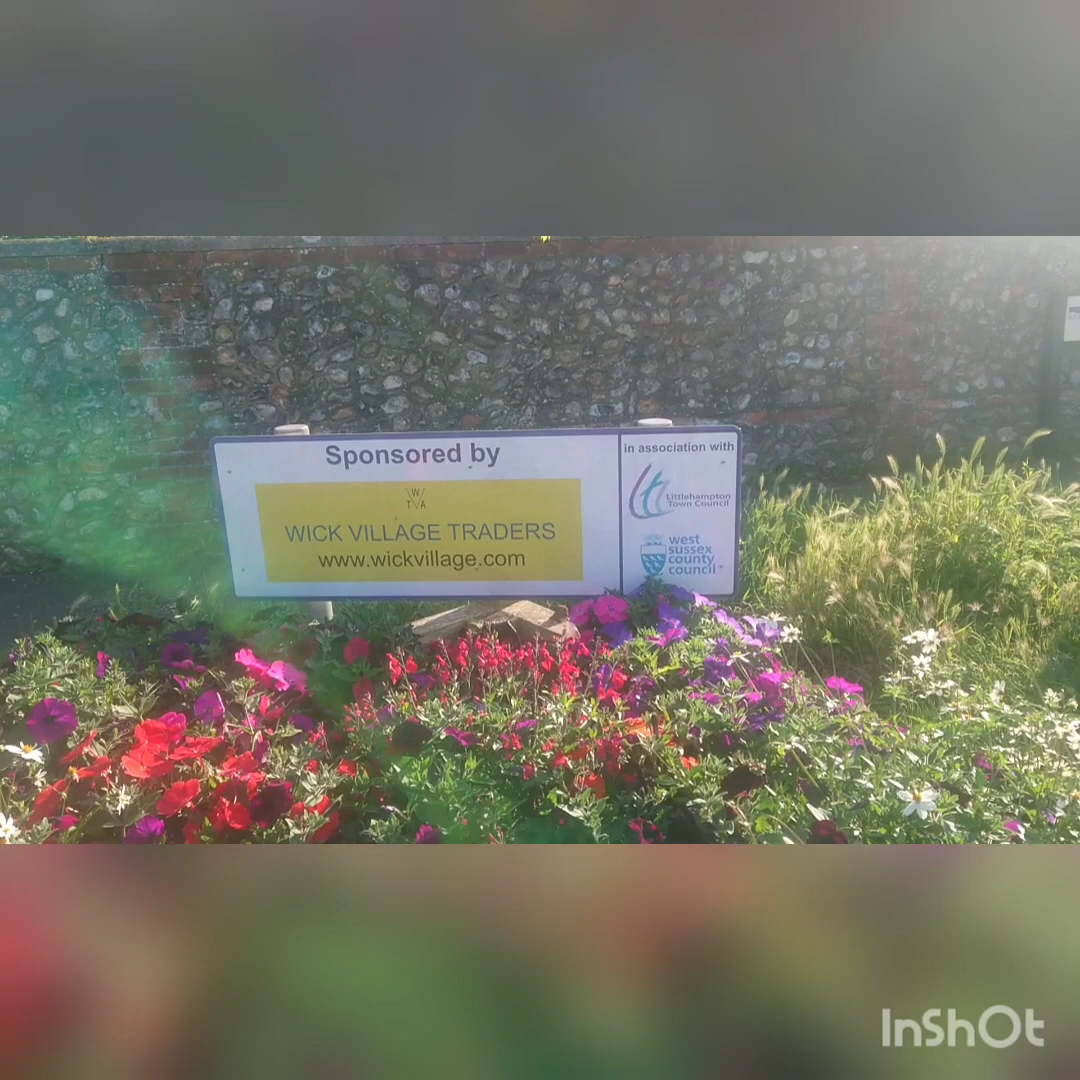 Sponsored by
W
T A
WICK VILLAGE TRADERS
www.wickvillage.com
in association with
Littlehampton
Town Council
west
sussex
county
council
InShOt